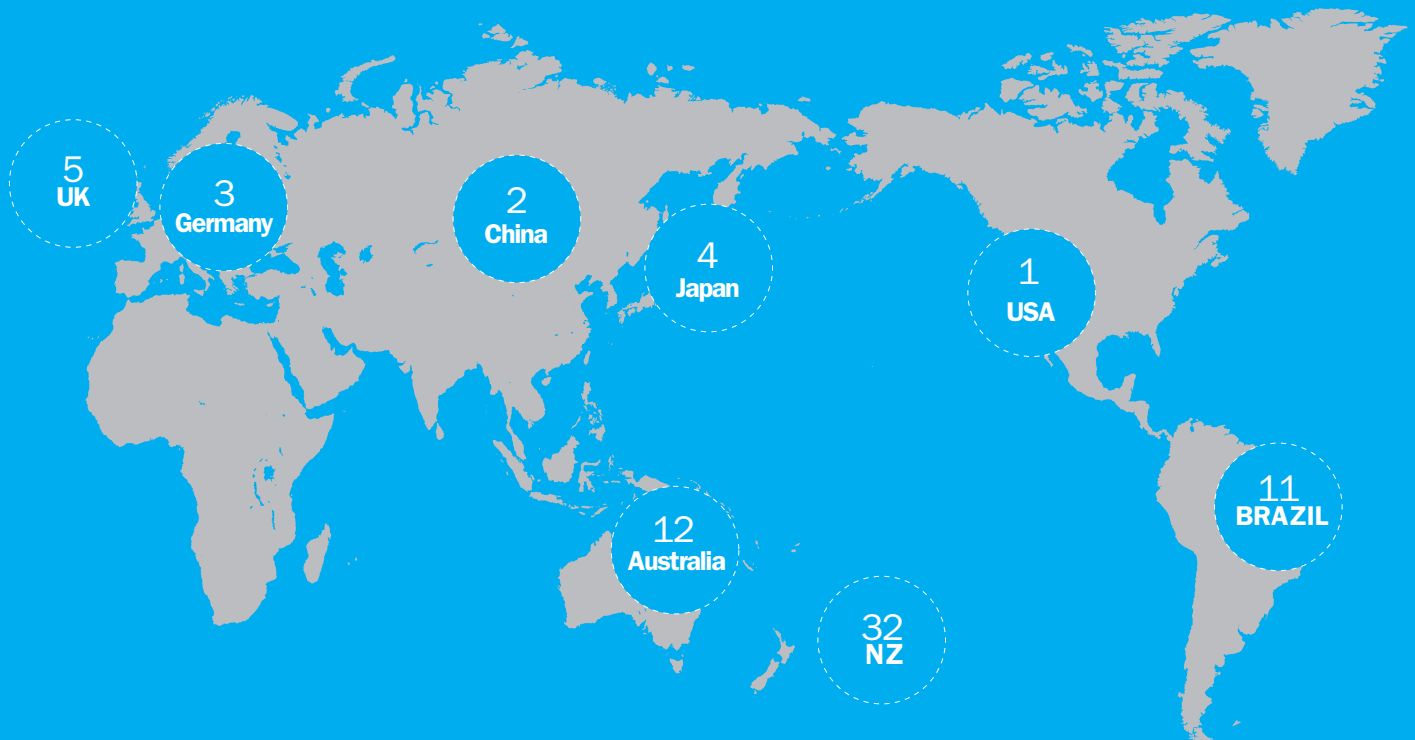 5
UK
3
Germany
2
China
4
Japan
1
USA
11
BRAZIL
12
Australia
32
NZ